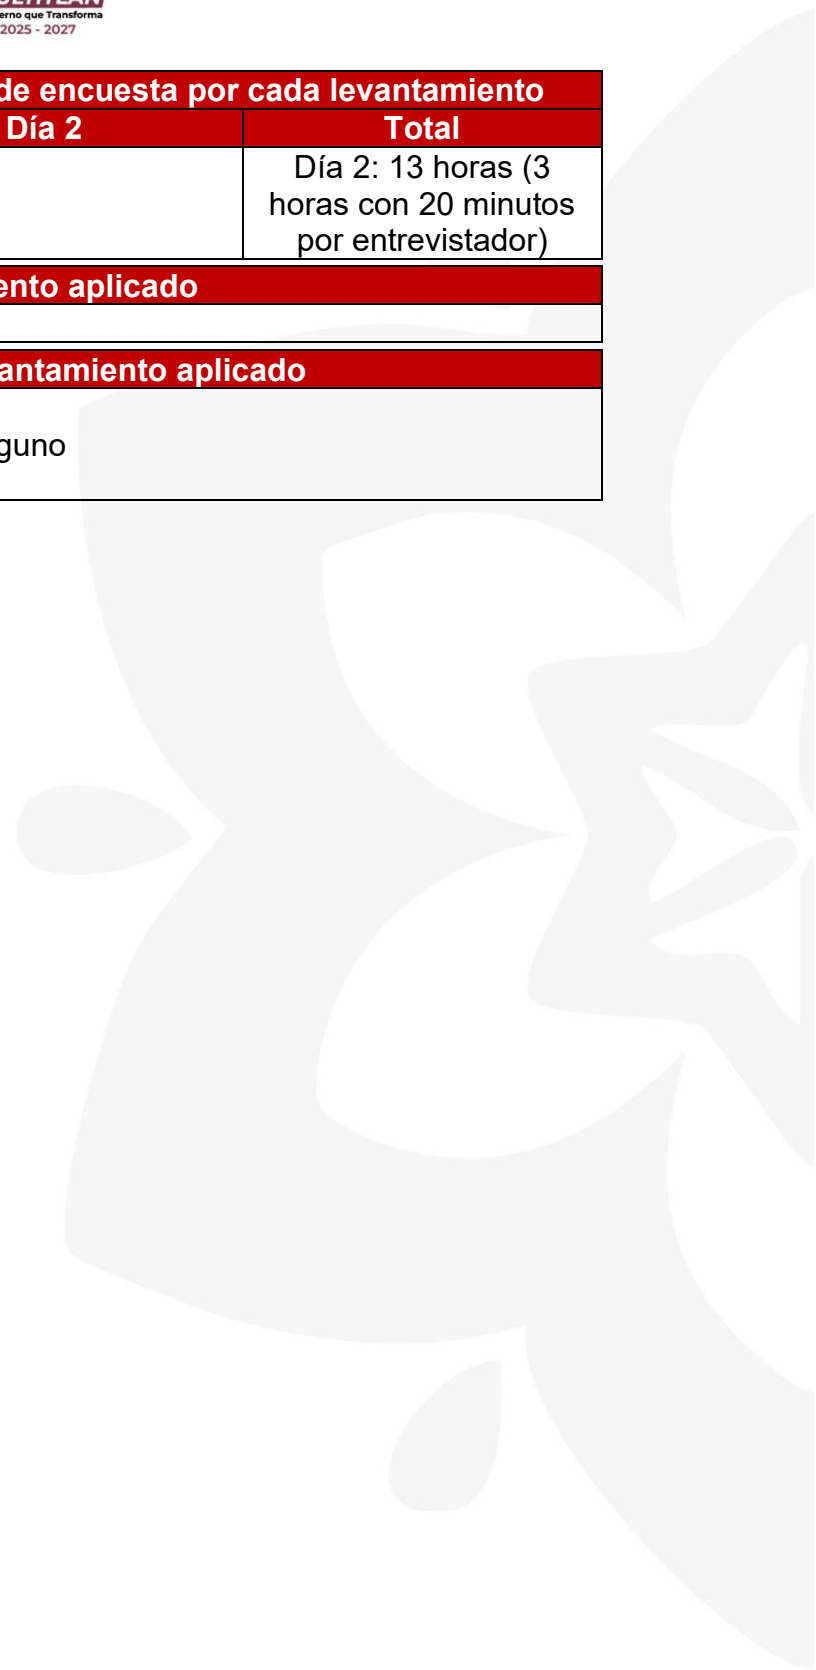 erno que Transforma
2025 - 2027
de encuesta por cada levantamiento
Día 2
Total
Día 2: 13 horas (3
horas con 20 minutos
por entrevistador)
ento aplicado
antamiento aplicado
guno